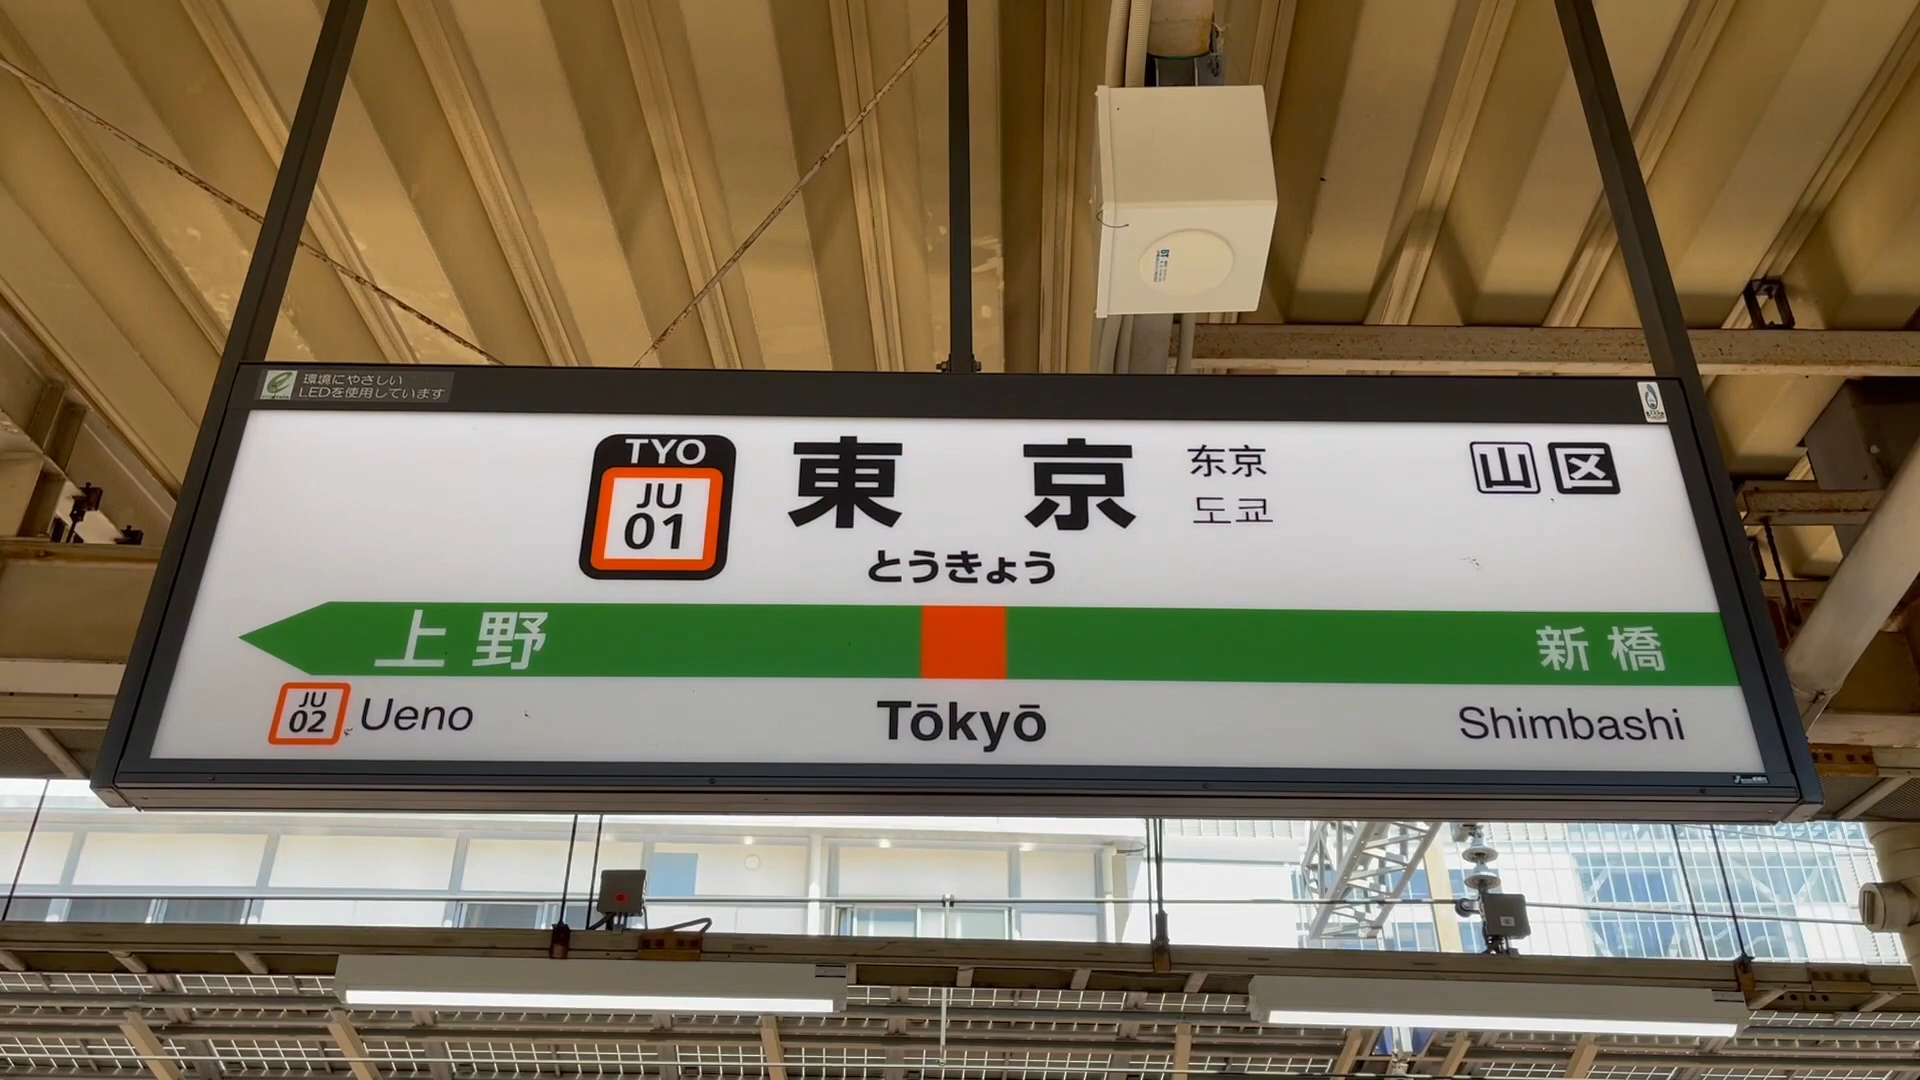 環境にやさしい
LEDを使用しています
TYO
JU
01
東京
东京
도쿄
とうきょう
山 区
上野
新橋
JU
02
Ueno
Tōkyō
Shimbashi